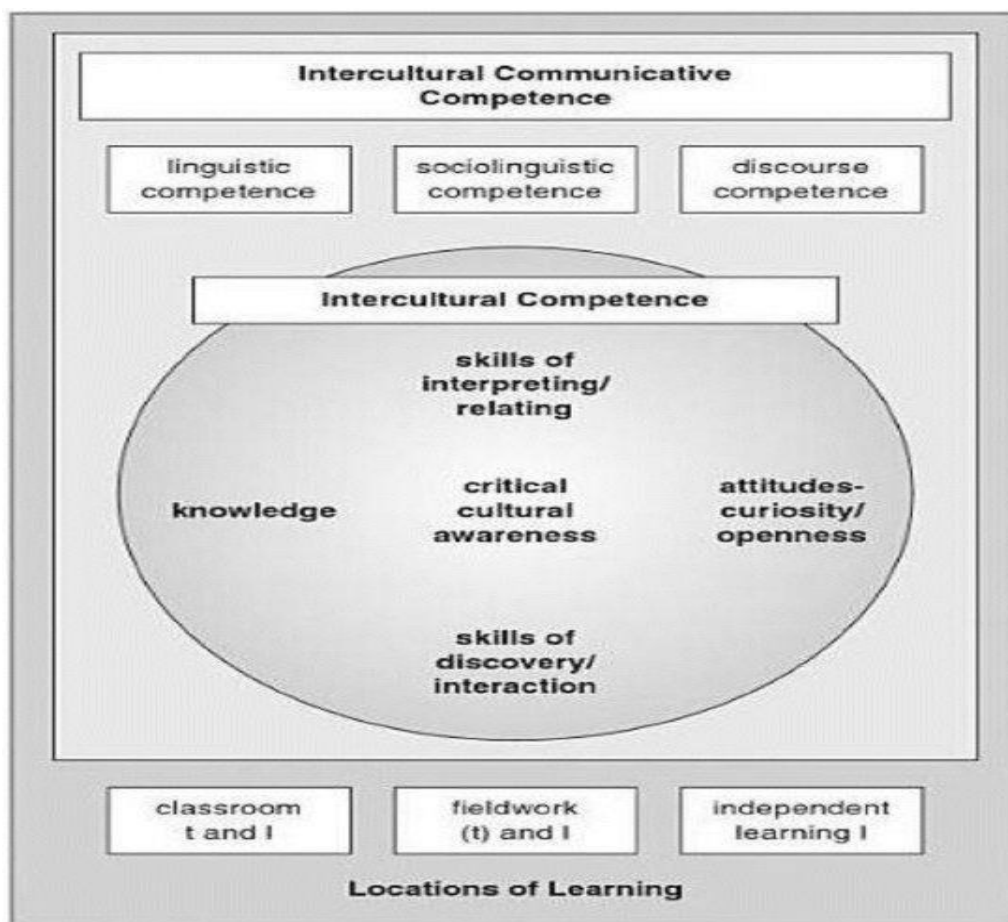 Intercultural Communicative
Competence
linguistic
competence
sociolinguistic
competence
discourse
competence
Intercultural Competence
skills of
interpreting/
relating
knowledge
critical
cultural
awareness
attitudes-
curiosity/
openness
skills of
discovery/
interaction
classroom
t and l
fieldwork
(t) and l
independent
learning l
Locations of Learning